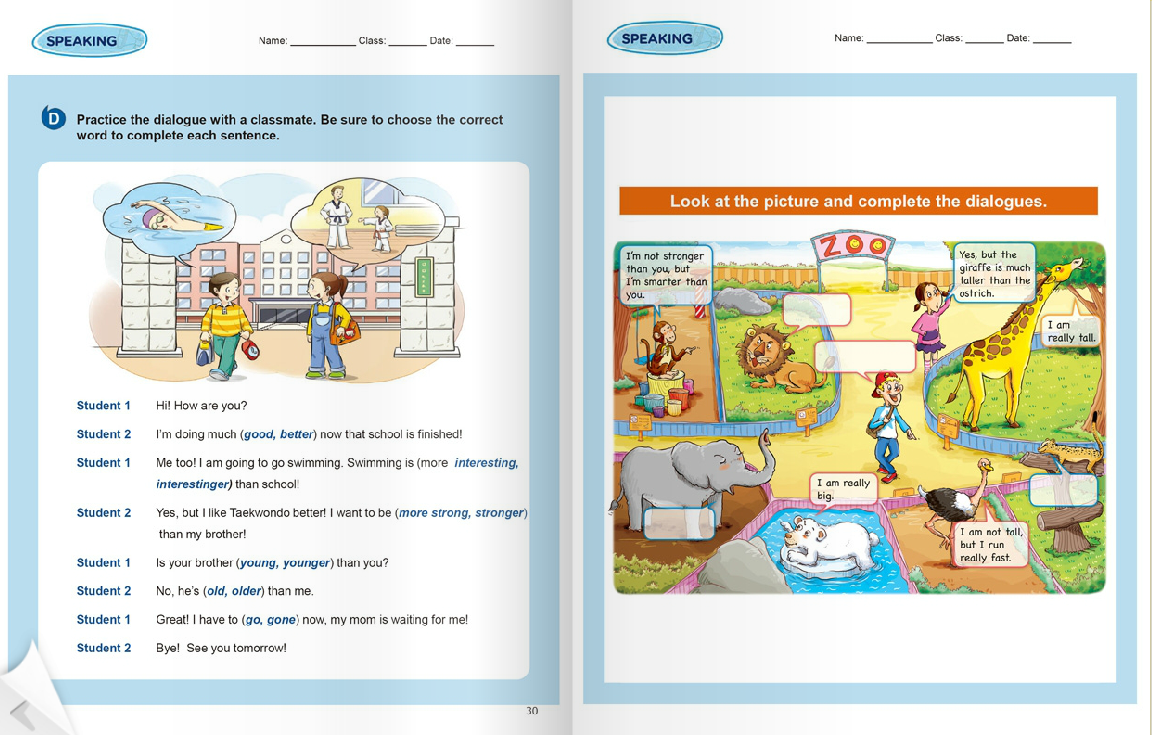 SPEAKING
Name: ____________ Class: _______ Date: _______
D
Practice the dialogue with a classmate. Be sure to choose the correct
word to complete each sentence.
Student 1 Hi! How are you?
Student 2 I'm doing much (good, better) now that school is finished!
Student 1 Me too! I am going to go swimming. Swimming is (more interesting,
interestinger) than school!
Student 2 Yes, but I like Taekwondo better! I want to be (more strong, stronger)
than my brother!
Student 1 Is your brother (young, younger) than you?
Student 2 No, he's (old, older) than me.
Student 1 Great! I have to (go, gone) now, my mom is waiting for me!
Student 2 Bye! See you tomorrow!
30
SPEAKING
Name: ____________ Class: _______ Date: _______
Look at the picture and complete the dialogues.
ZOO
I'm not stronger
than you, but
I'm smarter than
you.
Yes, but the
giraffe is much
taller than the
ostrich.
I am
really tall.
I am really
big.
I am not tall,
but I run
really fast.